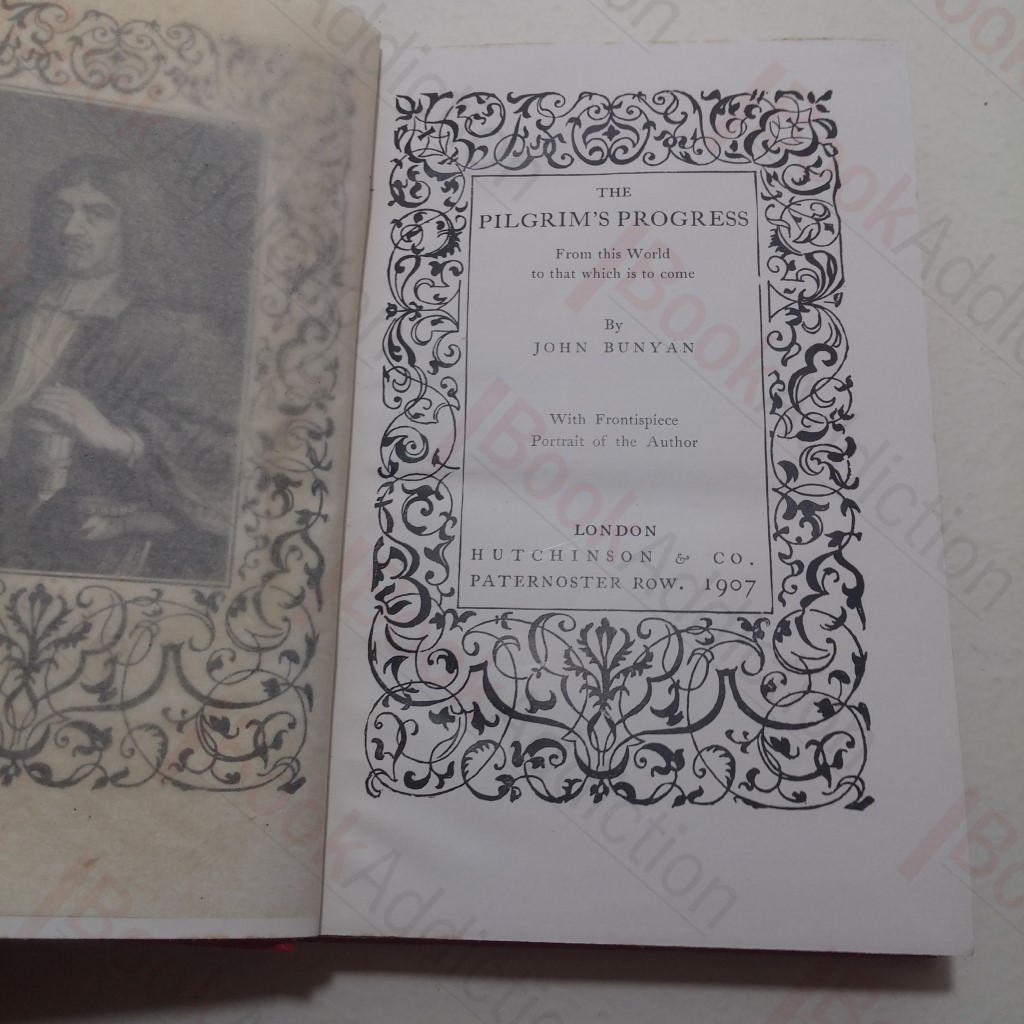 THE
PILGRIM'S PROGRESS
From this World
to that which is to come
By
JOHN BUNYAN
With Frontispiece
Portrait of the Author
LONDON
HUTCHINSON & CO.
PATERNOSTER ROW. 1907
BookAddiction